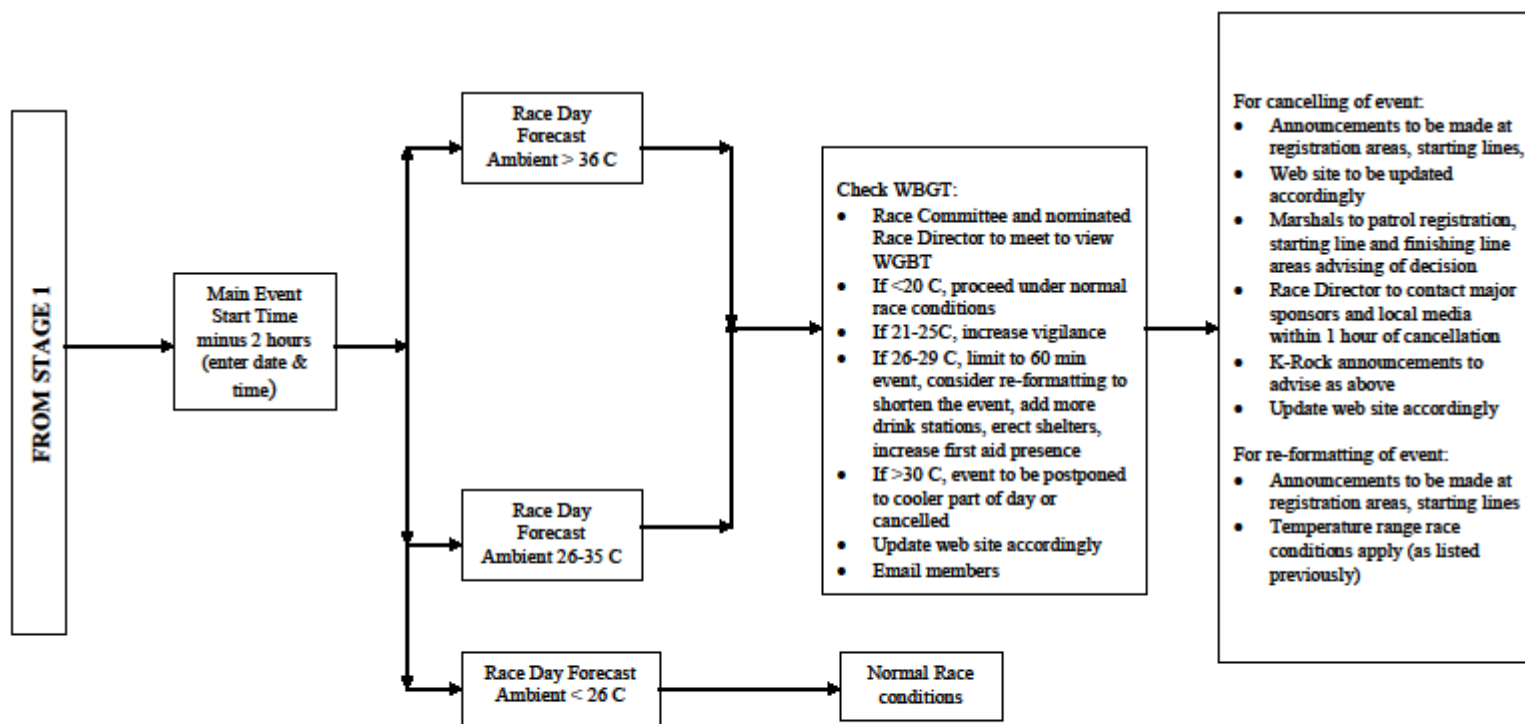 FROM STAGE 1
Main Event
Start Time
minus 2 hours
(enter date &
time)
Race Day
Forecast
Ambient > 36 C
Race Day
Forecast
Ambient 26-35 C
Race Day Forecast
Ambient < 26 C
Normal Race
conditions
Check WBGT:
• Race Committee and nominated
Race Director to meet to view
WGBT
• If <20 C, proceed under normal
race conditions
• If 21-25C, increase vigilance
• If 26-29 C, limit to 60 min
event, consider re-formatting to
shorten the event, add more
drink stations, erect shelters,
increase first aid presence
• If >30 C, event to be postponed
to cooler part of day or
cancelled
• Update web site accordingly
• Email members
For cancelling of event:
• Announcements to be made at
registration areas, starting lines,
• Web site to be updated
accordingly
• Marshals to patrol registration,
starting line and finishing line
areas advising of decision
• Race Director to contact major
sponsors and local media
within 1 hour of cancellation
• K-Rock announcements to
advise as above
• Update web site accordingly
For re-formatting of event:
• Announcements to be made at
registration areas, starting lines
• Temperature range race
conditions apply (as listed
previously)